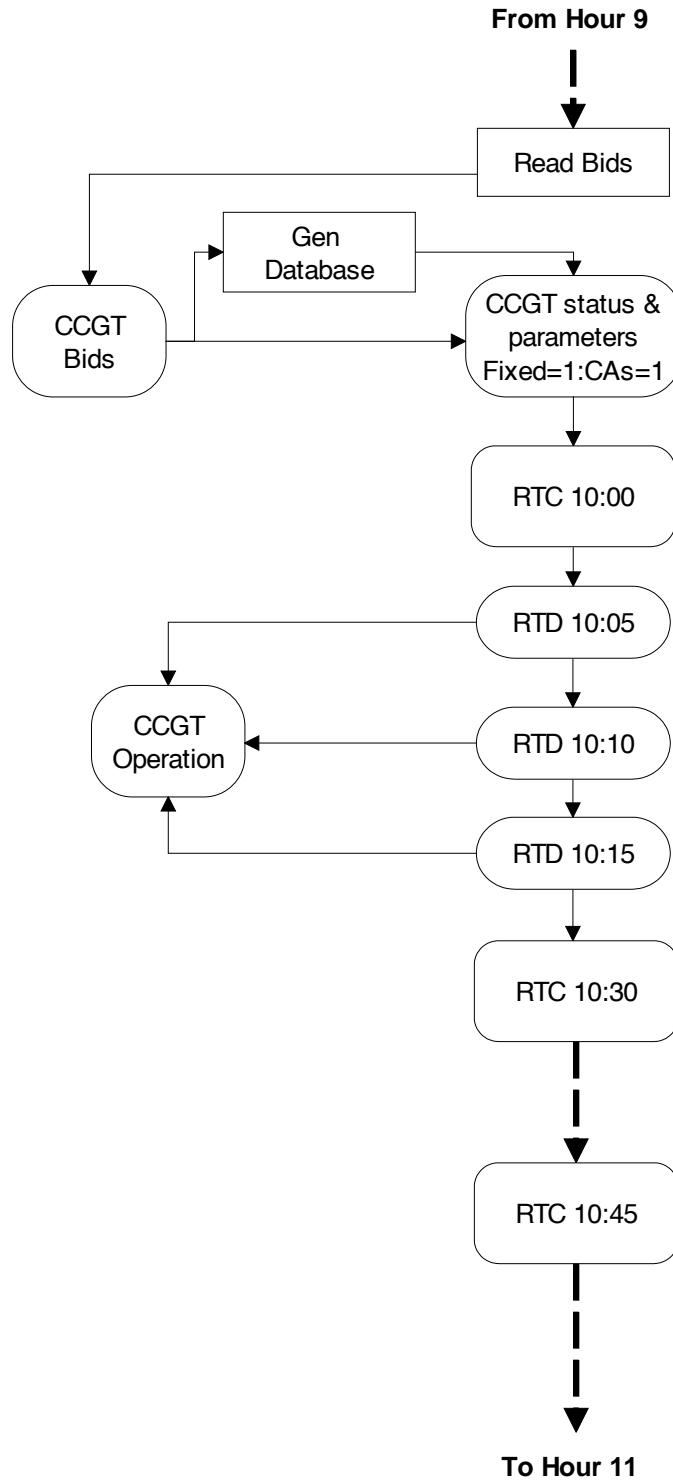 From Hour 9
Read Bids
Gen
Database
CCGT
Bids
CCGT status &
parameters
Fixed=1:CAs=1
RTC 10:00
RTD 10:05
CCGT
Operation
RTD 10:10
RTD 10:15
RTC 10:30
RTC 10:45
To Hour 11